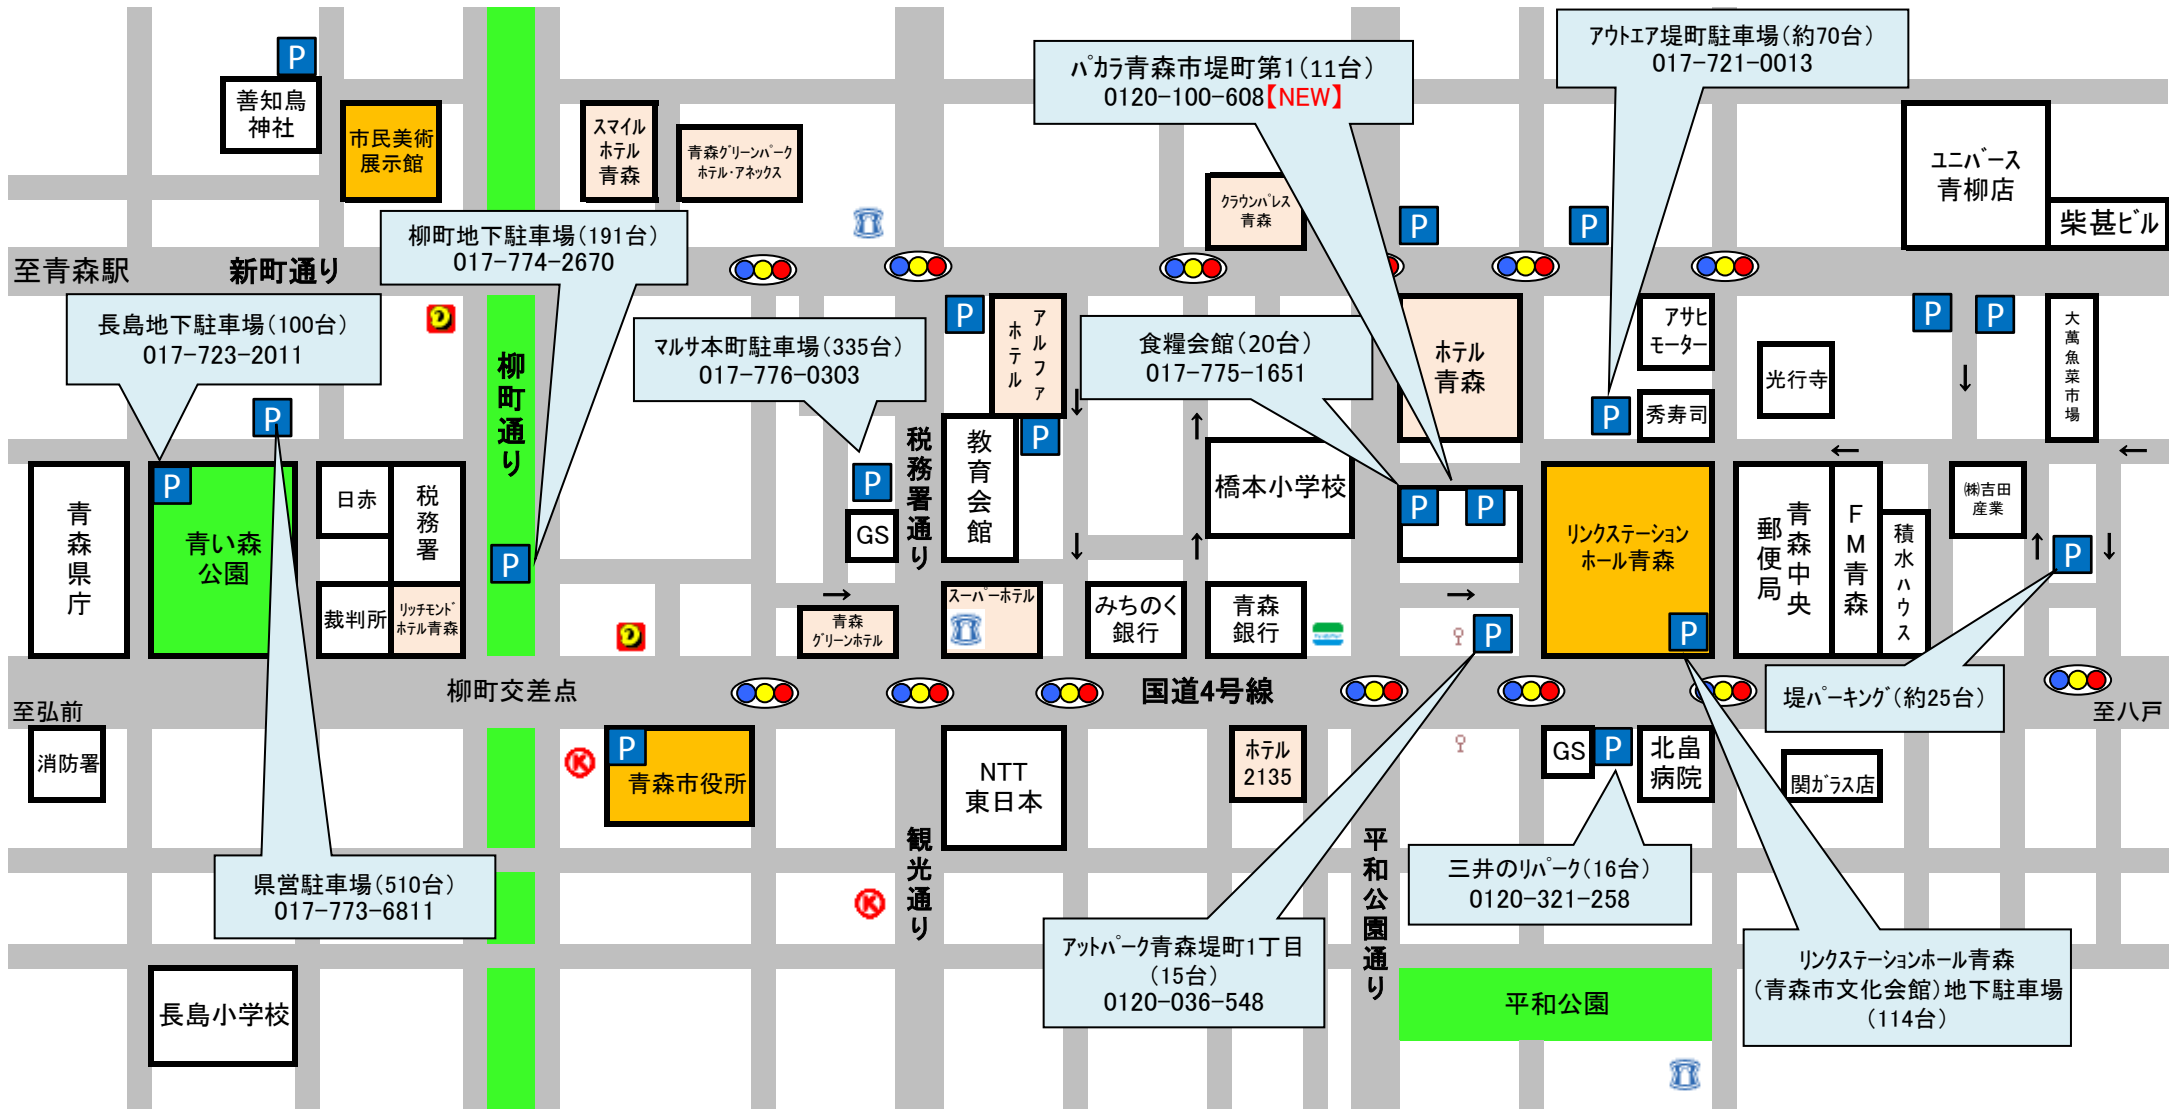 P
善知鳥
神社
市民美術
展示館
スマイル
ホテル
青森
青森グリーンパーク
ホテル・アネックス
パカラ青森市堤町第1(11台)
0120-100-608【NEW】
アウトエア堤町駐車場(約70台)
017-721-0013
ユニバース
青柳店
柴甚ビル
クラウンパレス
青森
P
P
柳町地下駐車場(191台)
017-774-2670
至青森駅
新町通り
長島地下駐車場(100台)
017-723-2011
マルサ本町駐車場(335台)
017-776-0303
P
アルファ
ホテル
食糧会館(20台)
017-775-1651
ホテル
青森
アサヒ
モーター
秀寿司
P
光行寺
P
P
↓
大萬魚菜市場
柳町通り
P
税務署通り
教育会館
P
↓
↑
橋本小学校
P
P
←
←
青森県庁
P
青い森
公園
日赤
税務署
裁判所
リッチモンド
ホテル青森
P
P
GS
→
青森
グリーンホテル
スーパーホテル
↓
↑
みちのく
銀行
青森
銀行
→
P
リンクステーション
ホール青森
P
青森中央
郵便局
FM青森
積水ハウス
㈱吉田
産業
↑
P
↓
堤パーキング(約25台)
柳町交差点
国道4号線
至弘前
至八戸
消防署
P
青森市役所
NTT
東日本
ホテル
2135
GS
P
北畠
病院
関ガラス店
観光通り
平和公園通り
県営駐車場(510台)
017-773-6811
三井のリパーク(16台)
0120-321-258
アットパーク青森堤町1丁目
(15台)
0120-036-548
リンクステーションホール青森
(青森市文化会館)地下駐車場
(114台)
長島小学校
平和公園